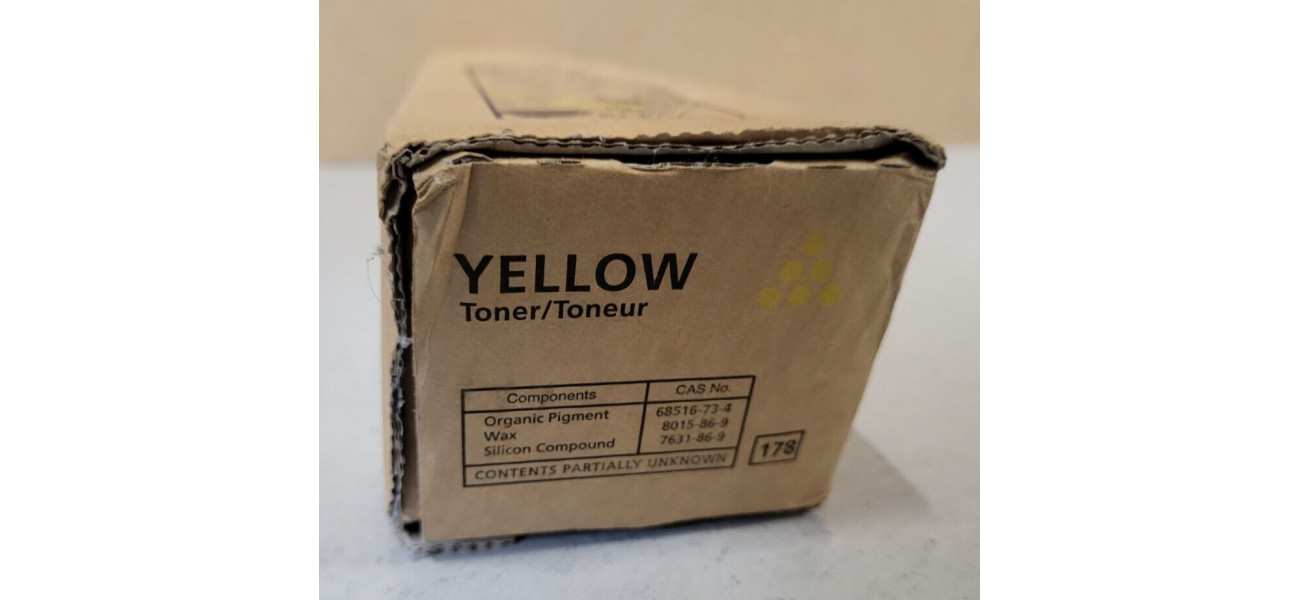 YELLOW
Toner/Toneur
Components CAS No.
Organic Pigment 68516-73-4
Wax 8015-86-9
Silicon Compound 7631-86-9
CONTENTS PARTIALLY UNKNOWN
178